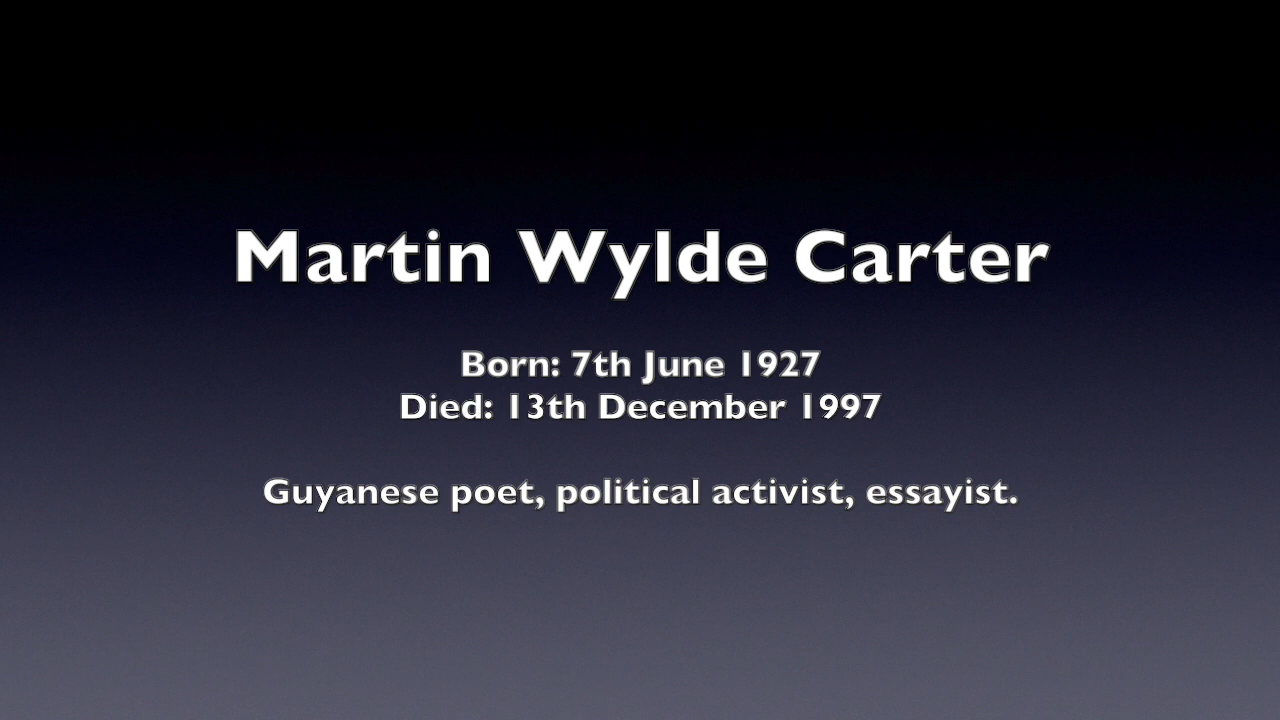 Martin Wylde Carter
Born: 7th June 1927
Died: 13th December 1997
Guyanese poet, political activist, essayist.